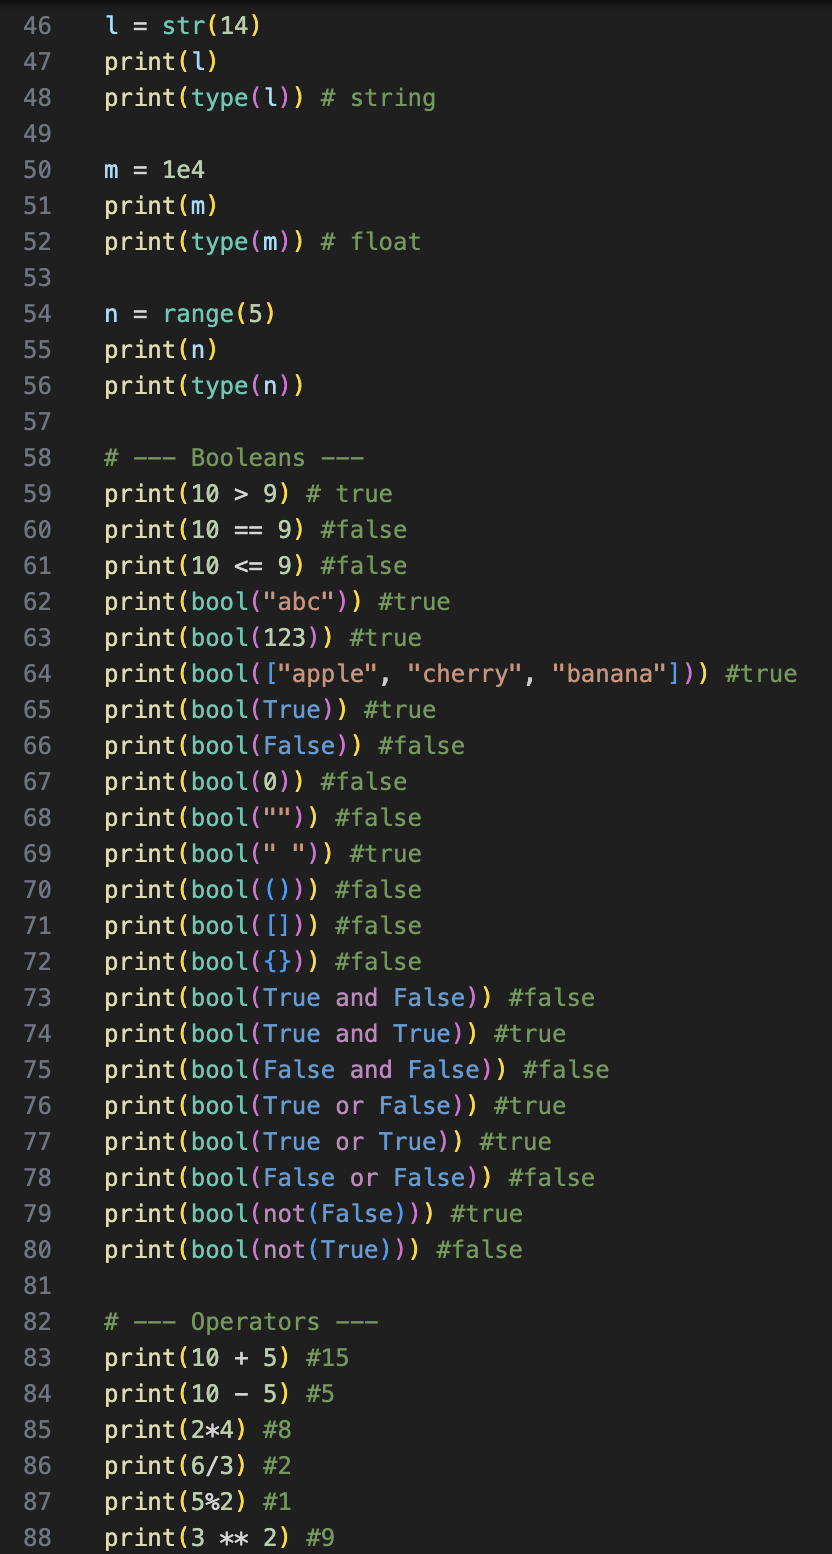 46 l = str(14)
47 print(l)
48 print(type(l)) # string
49
50 m = 1e4
51 print(m)
52 print(type(m)) # float
53
54 n = range(5)
55 print(n)
56 print(type(n))
57
58 # --- Booleans ---
59 print(10 > 9) # true
60 print(10 == 9) #false
61 print(10 <= 9) #false
62 print(bool("abc")) #true
63 print(bool(123)) #true
64 print(bool(["apple", "cherry", "banana"])) #true
65 print(bool(True)) #true
66 print(bool(False)) #false
67 print(bool(0)) #false
68 print(bool("")) #false
69 print(bool(" ")) #true
70 print(bool(())) #false
71 print(bool([])) #false
72 print(bool({})) #false
73 print(bool(True and False)) #false
74 print(bool(True and True)) #true
75 print(bool(False and False)) #false
76 print(bool(True or False)) #true
77 print(bool(True or True)) #true
78 print(bool(False or False)) #false
79 print(bool(not(False))) #true
80 print(bool(not(True))) #false
81
82 # --- Operators ---
83 print(10 + 5) #15
84 print(10 - 5) #5
85 print(2*4) #8
86 print(6/3) #2
87 print(5%2) #1
88 print(3 ** 2) #9